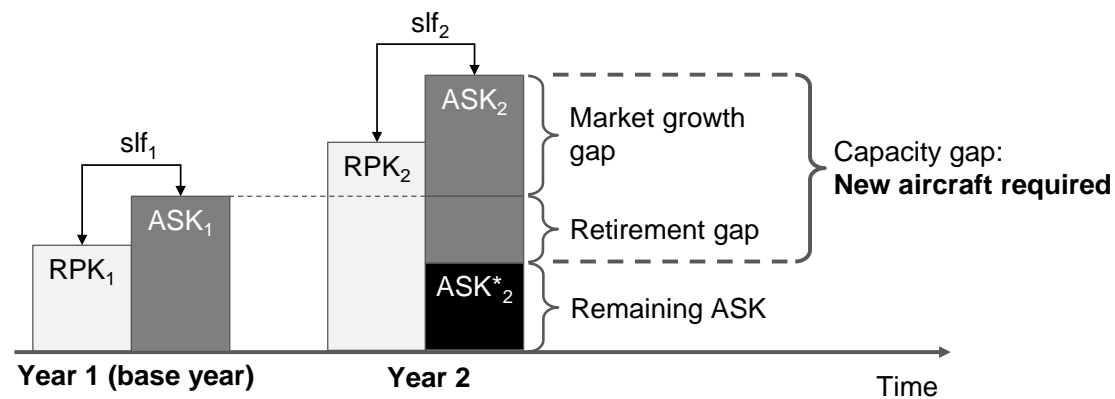 slf₂
ASK₂
Market growth
gap
slf₁
RPK₂
Capacity gap:
New aircraft required
ASK₁
Retirement gap
RPK₁
ASK*₂
Remaining ASK
Year 1 (base year)
Year 2
Time